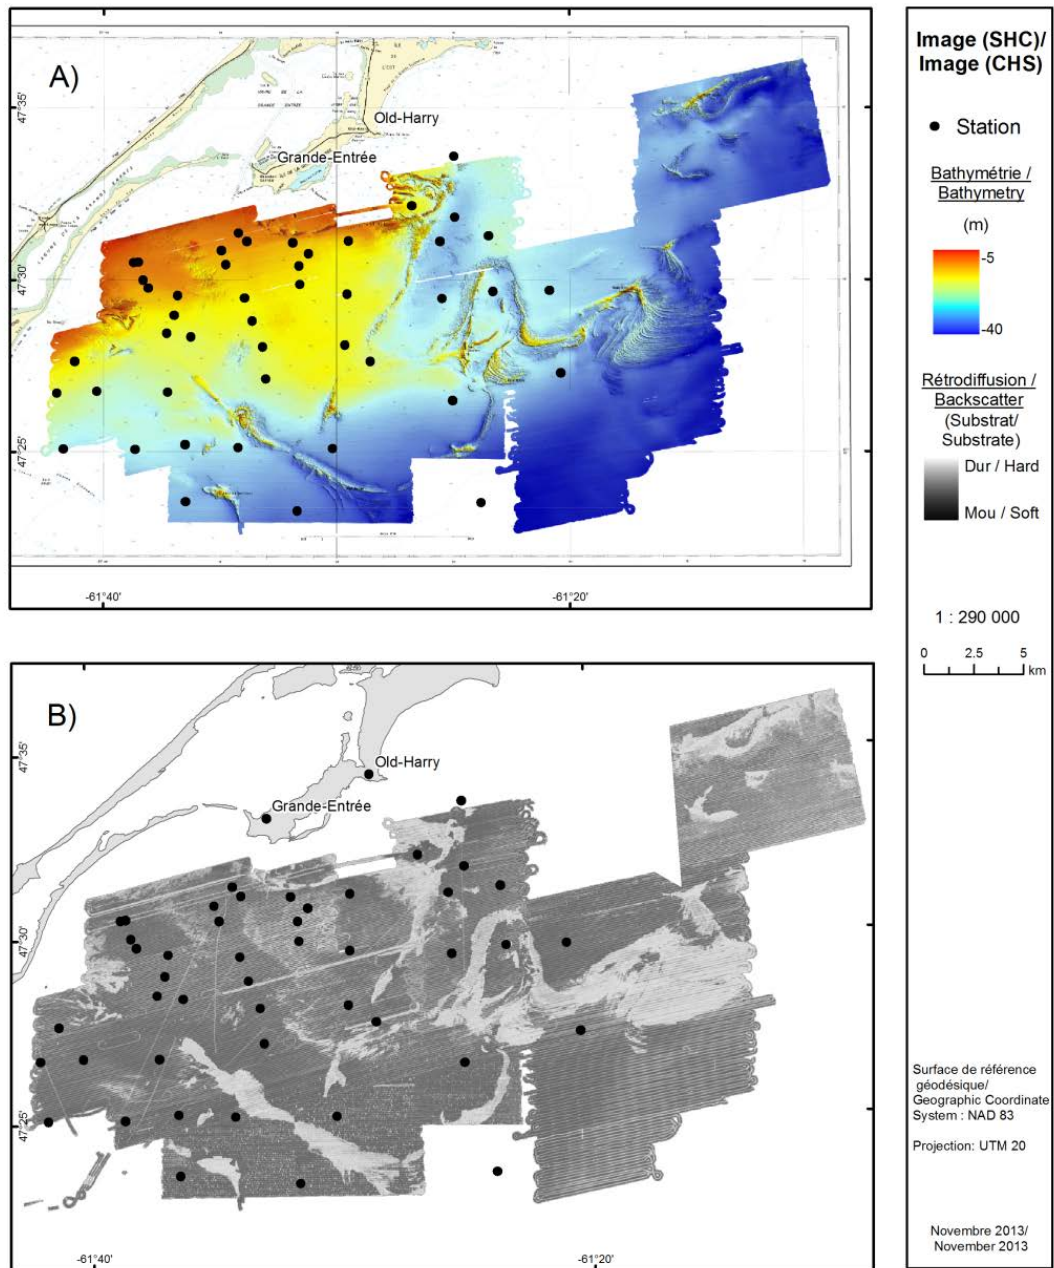 A)
47°35'
47°30'
47°25'
Old-Harry
Grande-Entrée
-61°40'
-61°20'
B)
47°35'
47°30'
47°25'
Old-Harry
Grande-Entrée
-61°40'
-61°20'
Image (SHC)/
Image (CHS)
Station
Bathymétrie /
Bathymetry
(m)
-5
-40
Rétrodiffusion /
Backscatter
(Substrat/
Substrate)
Dur / Hard
Mou / Soft
1 : 290 000
0 2.5 5
km
Surface de référence
géodésique/
Geographic Coordinate
System : NAD 83
Projection: UTM 20
Novembre 2013/
November 2013